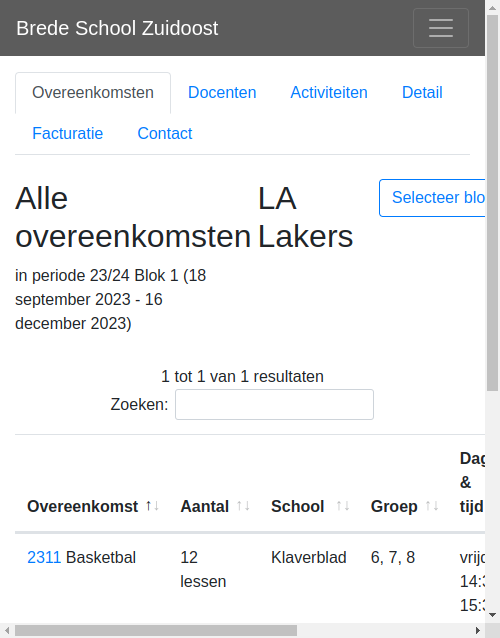 Brede School Zuidoost
Overeenkomsten Docenten Activiteiten Detail
Facturatie Contact
Alle overeenkomsten
in periode 23/24 Blok 1 (18
september 2023 - 16
december 2023)
LA
Lakers
Selecteer blo
1 tot 1 van 1 resultaten
Zoeken:
Overeenkomst ↑↓ Aantal ↑↓ School ↑↓ Groep ↑↓ Dag
&
tijd
2311 Basketbal 12 lessen Klaverblad 6, 7, 8 vrijd
14:3
15:3